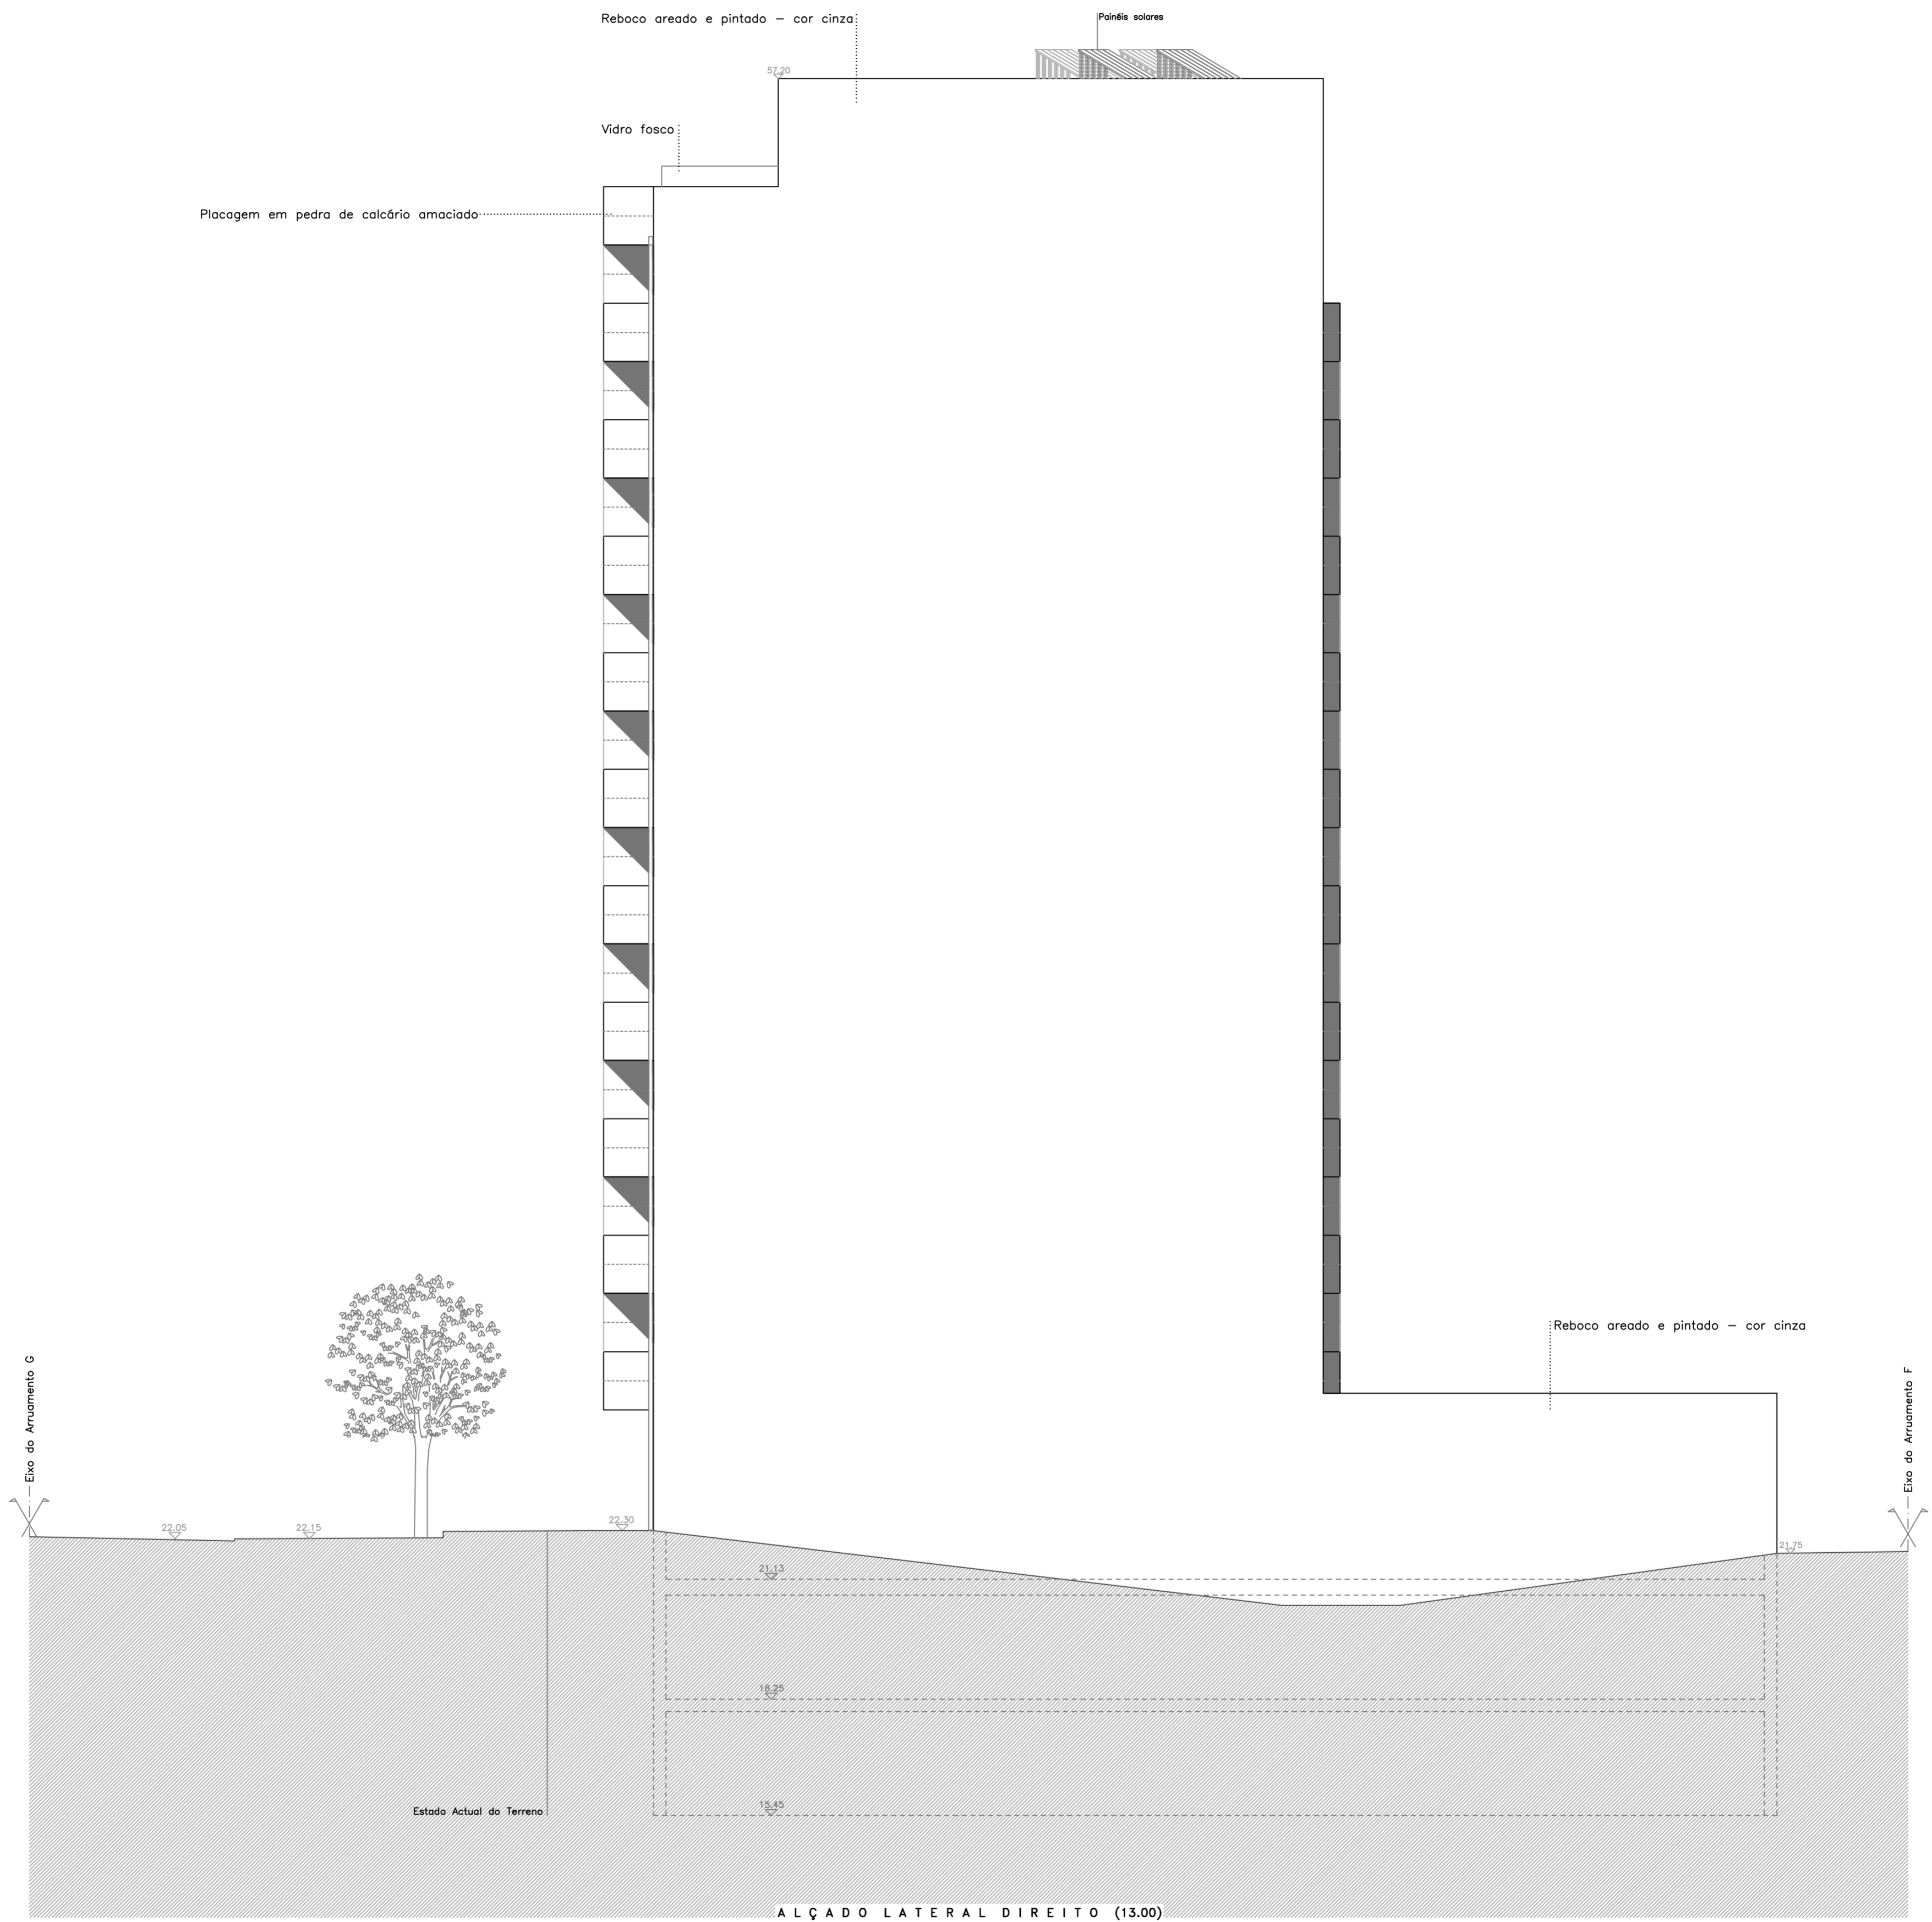 Reboco areado e pintado – cor cinza
Painéis solares
57.20
Vidro fosco
Placagem em pedra de calcário amaciado
Reboco areado e pintado – cor cinza
Eixo do Arruamento G
Eixo do Arruamento F
22.05
22.15
22.30
21.75
21.13
18.25
15.45
Estado Actual do Terreno
ALÇADO LATERAL DIREITO (13.00)